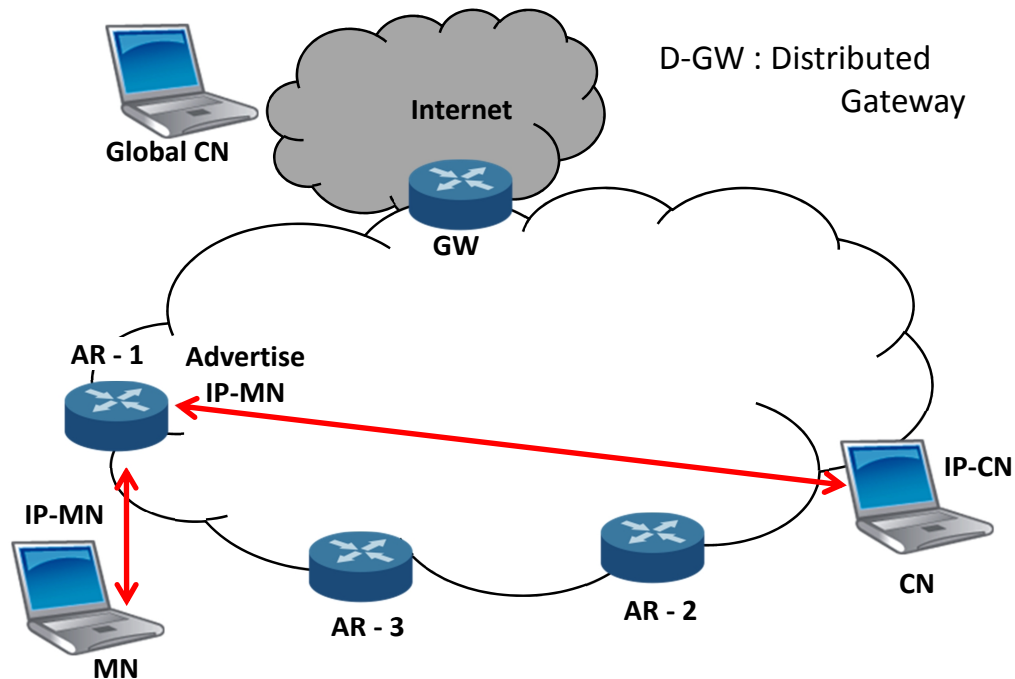 D-GW : Distributed
Gateway
Internet
Global CN
GW
AR - 1
Advertise
IP-MN
IP-CN
IP-MN
CN
AR - 2
AR - 3
MN